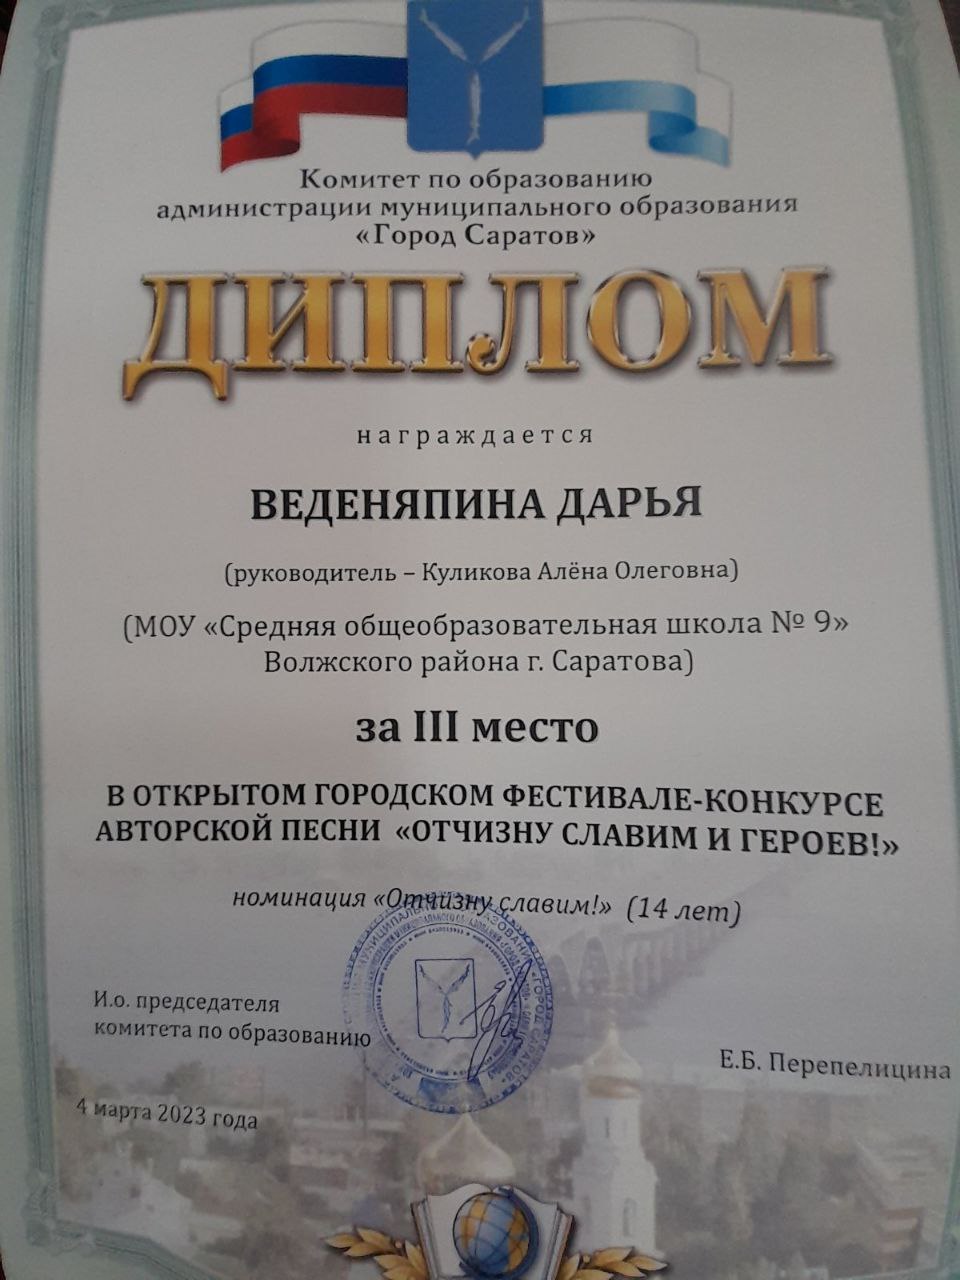 Комитет по образованию
администрации муниципального образования
«Город Саратов»
ДИПЛОМ
награждается
ВЕДЕНЯПИНА ДАРЬЯ
(руководитель – Куликова Алёна Олеговна)
(МОУ «Средняя общеобразовательная школа № 9»
Волжского района г. Саратова)
за III место
В ОТКРЫТОМ ГОРОДСКОМ ФЕСТИВАЛЕ-КОНКУРСЕ
АВТОРСКОЙ ПЕСНИ «ОТЧИЗНУ СЛАВИМ И ГЕРОЕВ!»
номинация «Отчизну славим!» (14 лет)
И.о. председателя
комитета по образованию
Е.Б. Перепелицина
4 марта 2023 года